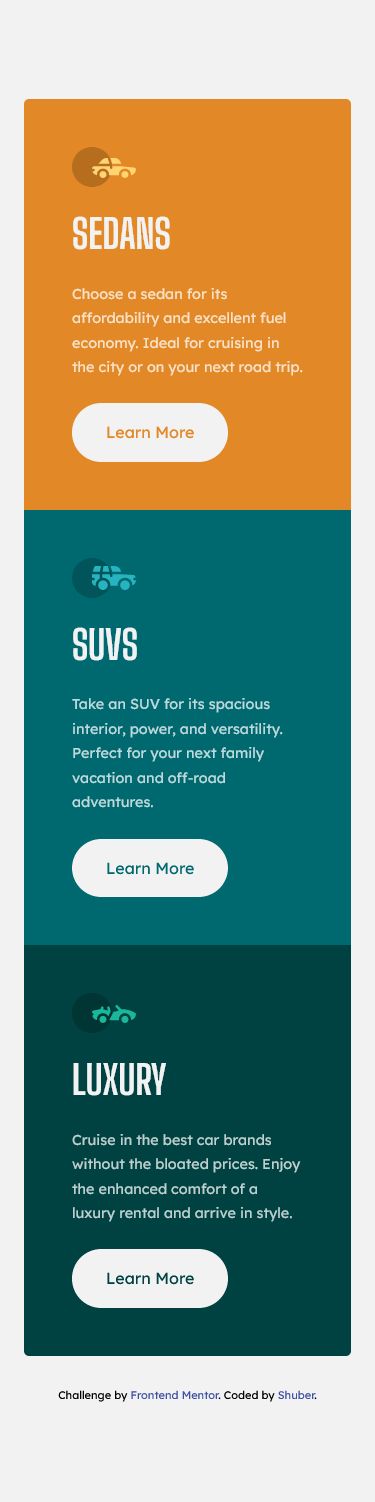 SEDANS
Choose a sedan for its
affordability and excellent fuel
economy. Ideal for cruising in
the city or on your next road trip.
Learn More
SUVS
Take an SUV for its spacious
interior, power, and versatility.
Perfect for your next family
vacation and off-road
adventures.
Learn More
LUXURY
Cruise in the best car brands
without the bloated prices. Enjoy
the enhanced comfort of a
luxury rental and arrive in style.
Learn More
Challenge by Frontend Mentor. Coded by Shuber.